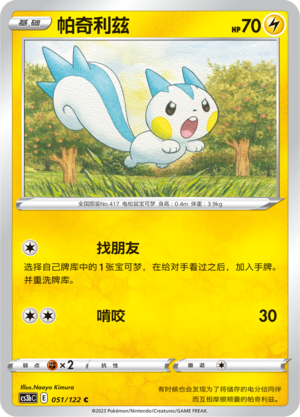 基础 帕奇利兹 HP70
全国图鉴No.417 电松鼠宝可梦 身高：0.4m 体重：3.9kg
找朋友
选择自己牌库中的1张宝可梦，在给对手看过之后，加入手牌。
并重洗牌库。
啃咬 30
弱点 ×2 抵抗力 撤退
Illus.Naoyo Kimura
CS3bC E 051/122 C
有时候也会发现为了将储存的电分给同伴
而互相摩擦颊囊的帕奇利兹。
©2023 Pokémon/Nintendo/Creatures/GAME FREAK.